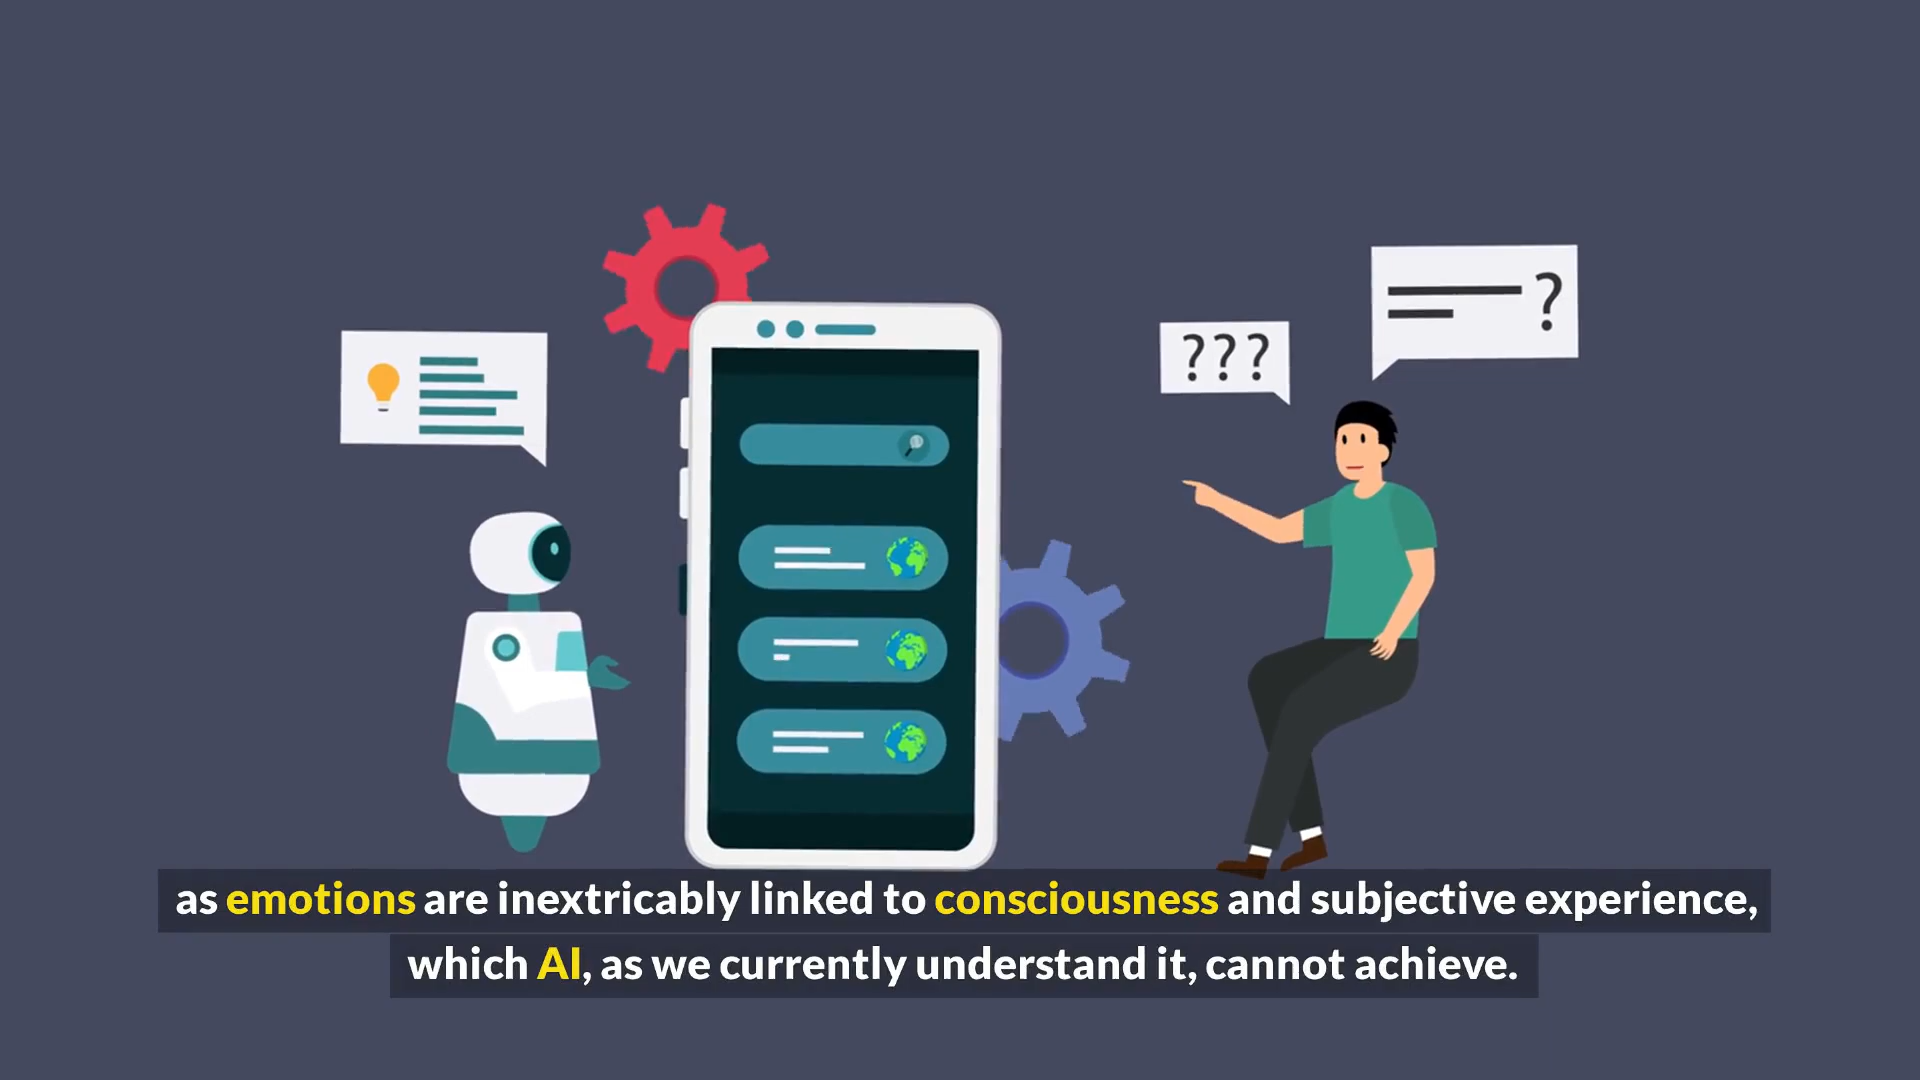 ???
?
as emotions are inextricably linked to consciousness and subjective experience,
which AI, as we currently understand it, cannot achieve.